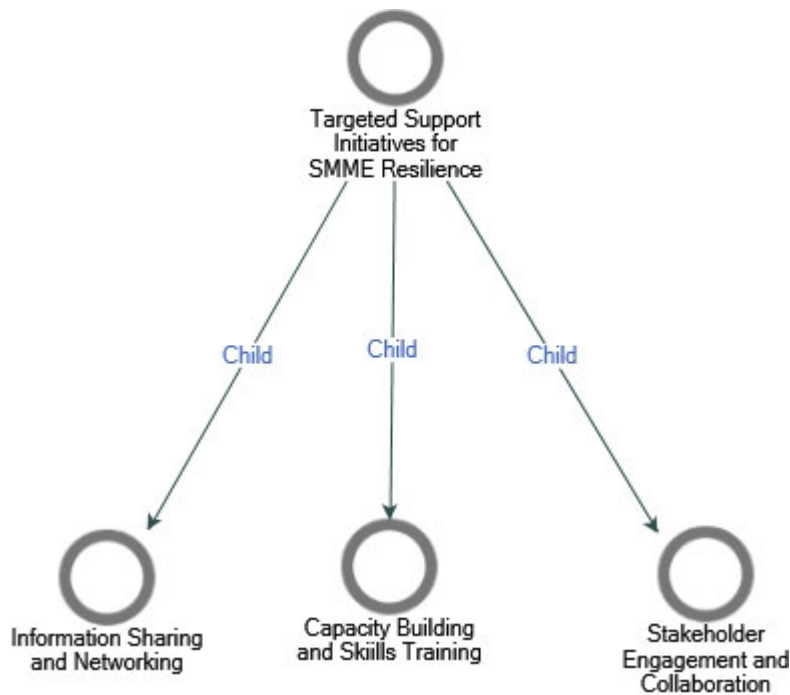 Targeted Support
Initiatives for
SMME Resilience
Child
Child
Child
Information Sharing
and Networking
Capacity Building
and Skiills Training
Stakeholder
Engagement and
Collaboration